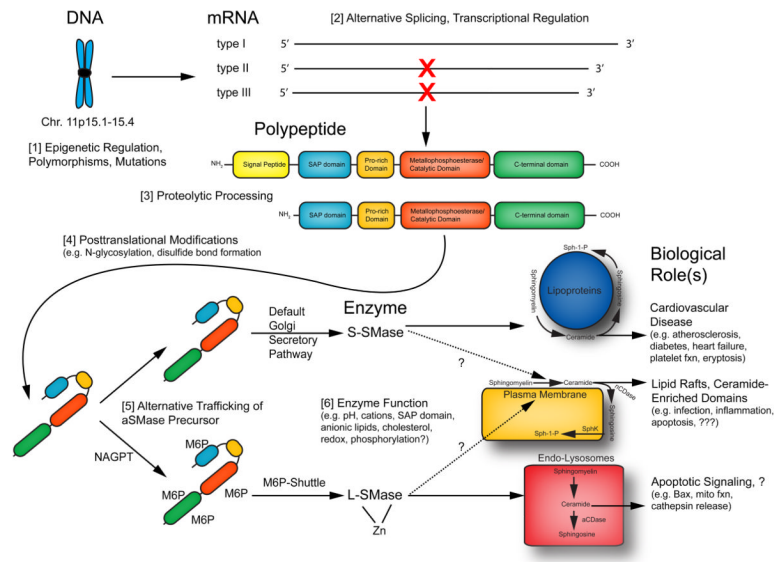 DNA
mRNA
[2] Alternative Splicing, Transcriptional Regulation
type I 5’ 3’
type II 5’ 3’
type III 5’ 3’
X
X
Chr. 11p15.1-15.4
[1] Epigenetic Regulation,
Polymorphisms, Mutations
Polypeptide
NH2 Signal Peptide SAP domain Pro-rich Domain Metallophosphoesterase/ Catalytic Domain C-terminal domain COOH
[3] Proteolytic Processing
NH2 SAP domain Pro-rich Domain Metallophosphoesterase/ Catalytic Domain C-terminal domain COOH
[4] Posttranslational Modifications
(e.g. N-glycosylation, disulfide bond formation)
Biological
Role(s)
Sph-1-P
Sphingomyelin
Lipoproteins
Sphingosine
Ceramide
Enzyme
Default
Golgi
Secretory
Pathway
S-SMase
Cardiovascular
Disease
(e.g. atherosclerosis,
diabetes, heart failure,
platelet fxn, eryptosis)
?
Sphingomyelin Ceramide
nCDase
Plasma Membrane
Sphingosine
SphK
Sph-1-P
Lipid Rafts, Ceramide-
Enriched Domains
(e.g. infection, inflammation,
apoptosis, ???)
[5] Alternative Trafficking of
aSMase Precursor
[6] Enzyme Function
(e.g. pH, cations, SAP domain,
anionic lipids, cholesterol,
redox, phosphorylation?)
?
NAGPT
M6P
M6P
M6P
M6P
M6P-Shuttle
L-SMase
Zn
Endo-Lysosomes
Sphingomyelin
Ceramide
aCDase
Sphingosine
Apoptotic Signaling, ?
(e.g. Bax, mito fxn,
cathepsin release)